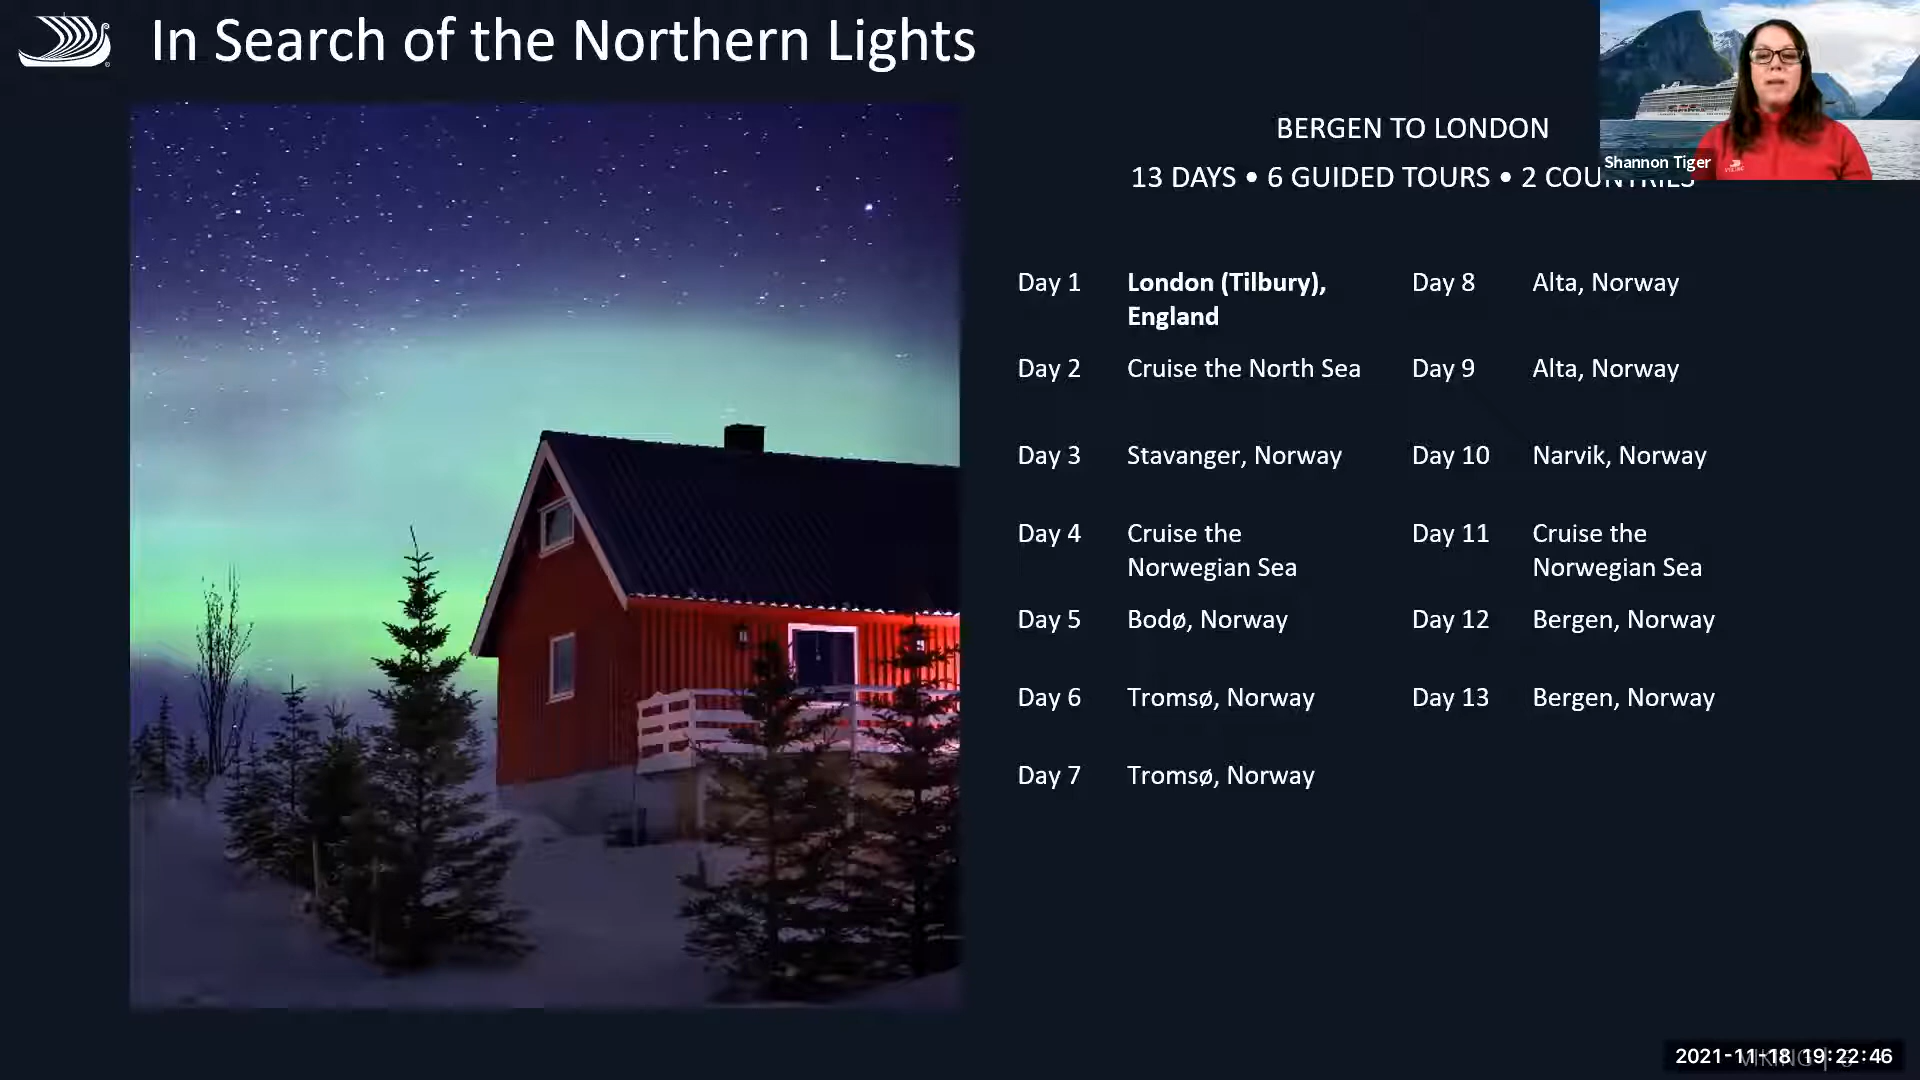 In Search of the Northern Lights
BERGEN TO LONDON
13 DAYS • 6 GUIDED TOURS • 2 COUNTRIES
Shannon Tiger
Day 1 London (Tilbury), England
Day 2 Cruise the North Sea
Day 3 Stavanger, Norway
Day 4 Cruise the Norwegian Sea
Day 5 Bodø, Norway
Day 6 Tromsø, Norway
Day 7 Tromsø, Norway
Day 8 Alta, Norway
Day 9 Alta, Norway
Day 10 Narvik, Norway
Day 11 Cruise the Norwegian Sea
Day 12 Bergen, Norway
Day 13 Bergen, Norway
2021-11-18 19:22:46